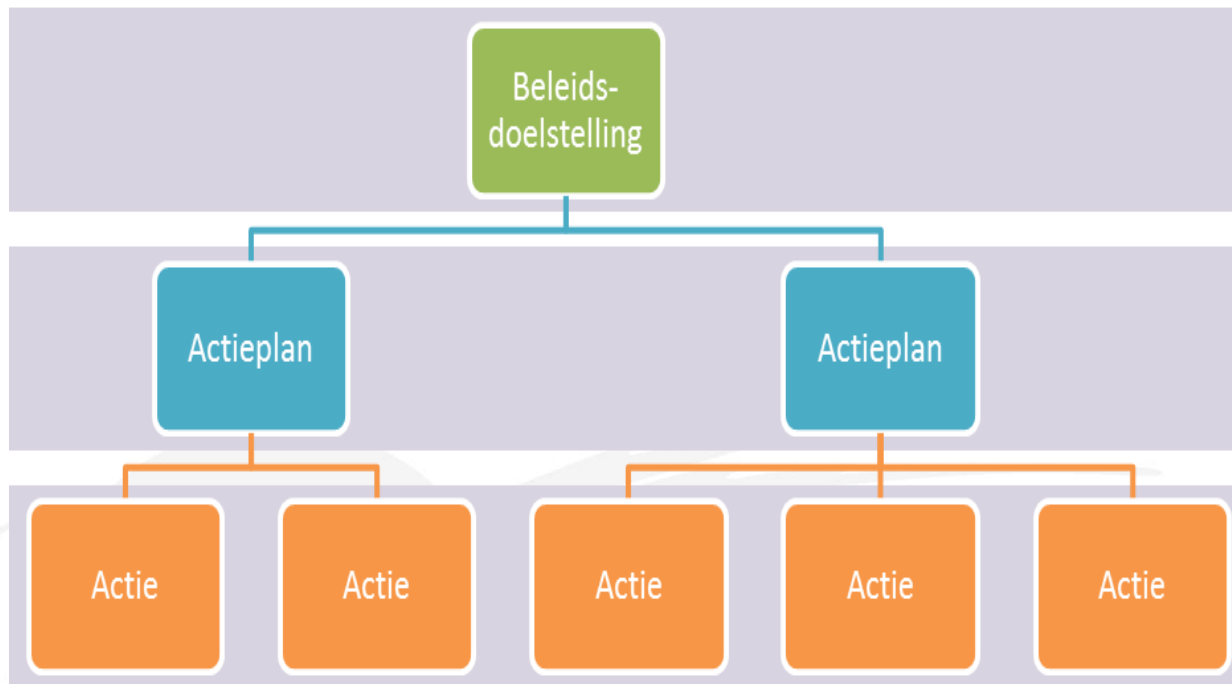 Beleids-
doelstelling
Actieplan
Actieplan
Actie
Actie
Actie
Actie
Actie